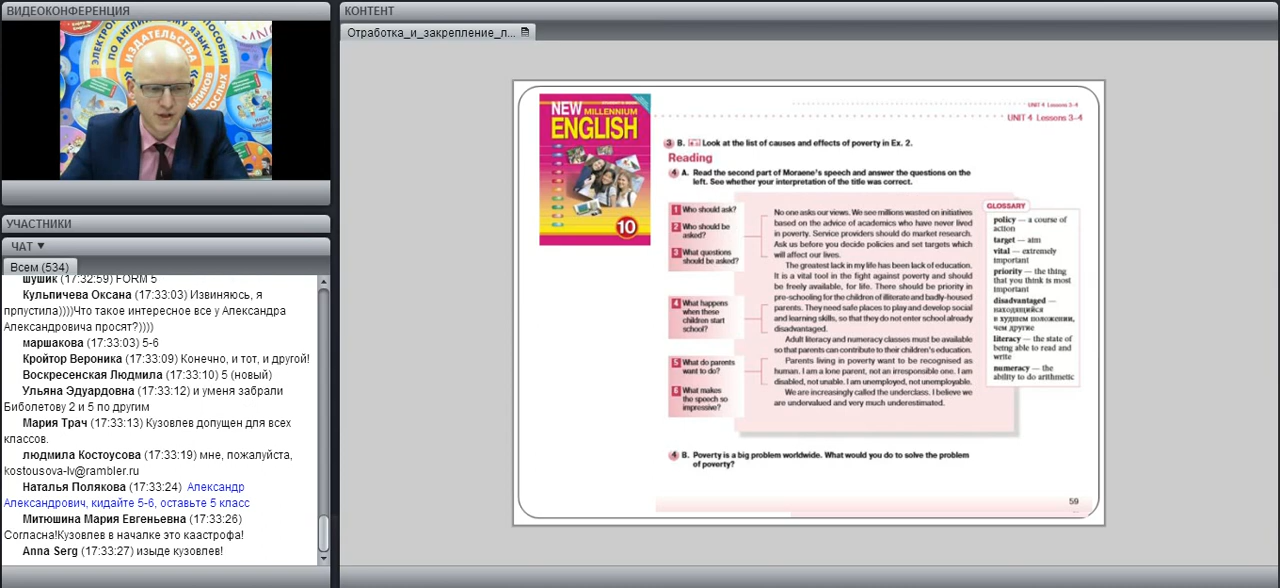 ВИДЕОКОНФЕРЕНЦИЯ
ЭЛЕКТРОН
ПО АНГЛИЙСКОМУ ЯЗЫКУ
ПОСОБИЯ
ИЗДАТЕЛЬСТВА
УЧАСТНИКИ
ЧАТ ▼
Всем (534)
шушик (17:32:59) FORM 5
Кульпичева Оксана (17:33:03) Извиняюсь, я
прпустила))))Что такое интересное все у Александра
Александровича просят?))))
маршакова (17:33:03) 5-6
Кройтор Вероника (17:33:09) Конечно, и тот, и другой!
Воскресенская Людмила (17:33:10) 5 (новый)
Ульяна Эдуардовна (17:33:12) и уменя забрали
Биболетову 2 и 5 по другим
Мария Трач (17:33:13) Кузовлев допущен для всех
классов.
людмила Костоусова (17:33:19) мне, пожалуйста,
kostousova-lv@rambler.ru
Наталья Полякова (17:33:24) Александр
Александрович, кидайте 5-6, оставьте 5 класс
Митюшина Мария Евгеньевна (17:33:26)
Согласна!Кузовлев в началке это каастрофа!
Anna Serg (17:33:27) изыде кузовлев!
КОНТЕНТ
Отработка_и_закрепление_л...
NEW
MILLENNIUM
ENGLISH
10
UNIT 4 Lessons 3–4
UNIT 4 Lessons 3–4
3 B. Look at the list of causes and effects of poverty in Ex. 2.
Reading
4 A. Read the second part of Moraene's speech and answer the questions on the
left. See whether your interpretation of the title was correct.
1 Who should ask?
2 Who should be
asked?
3 What questions
should be asked?
4 What happens
when these
children start
school?
5 What do parents
want to do?
6 What makes
the speech so
impressive?
No one asks our views. We see millions wasted on initiatives
based on the advice of academics who have never lived
in poverty. Service providers should do market research.
Ask us before you decide policies and set targets which
will affect our lives.
The greatest lack in my life has been lack of education.
It is a vital tool in the fight against poverty and should
be freely available, for life. There should be priority in
pre-schooling for the children of illiterate and badly-housed
parents. They need safe places to play and develop social
and learning skills, so that they do not enter school already
disadvantaged.
Adult literacy and numeracy classes must be available
so that parents can contribute to their children's education.
Parents living in poverty want to be recognised as
human. I am a lone parent, not an irresponsible one. I am
disabled, not unable. I am unemployed, not unemployable.
We are increasingly called the underclass. I believe we
are undervalued and very much underestimated.
GLOSSARY
policy — a course of
action
target — aim
vital — extremely
important
priority — the thing
that you think is most
important
disadvantaged —
находящийся
в худшем положении,
чем другие
literacy — the state of
being able to read and
write
numeracy — the
ability to do arithmetic
4 B. Poverty is a big problem worldwide. What would you do to solve the problem
of poverty?
59